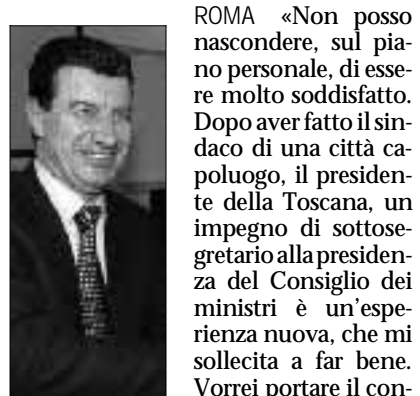 ROMA «Non posso
nascondere, sul pia-
no personale, di esse-
re molto soddisfatto.
Dopo aver fatto il sin-
daco di una città ca-
poluogo, il presiden-
te della Toscana, un
impegno di sottose-
gretario alla presiden-
za del Consiglio dei
ministri è un'espe-
rienza nuova, che mi
sollecita a far bene.
Vorrei portare il con-